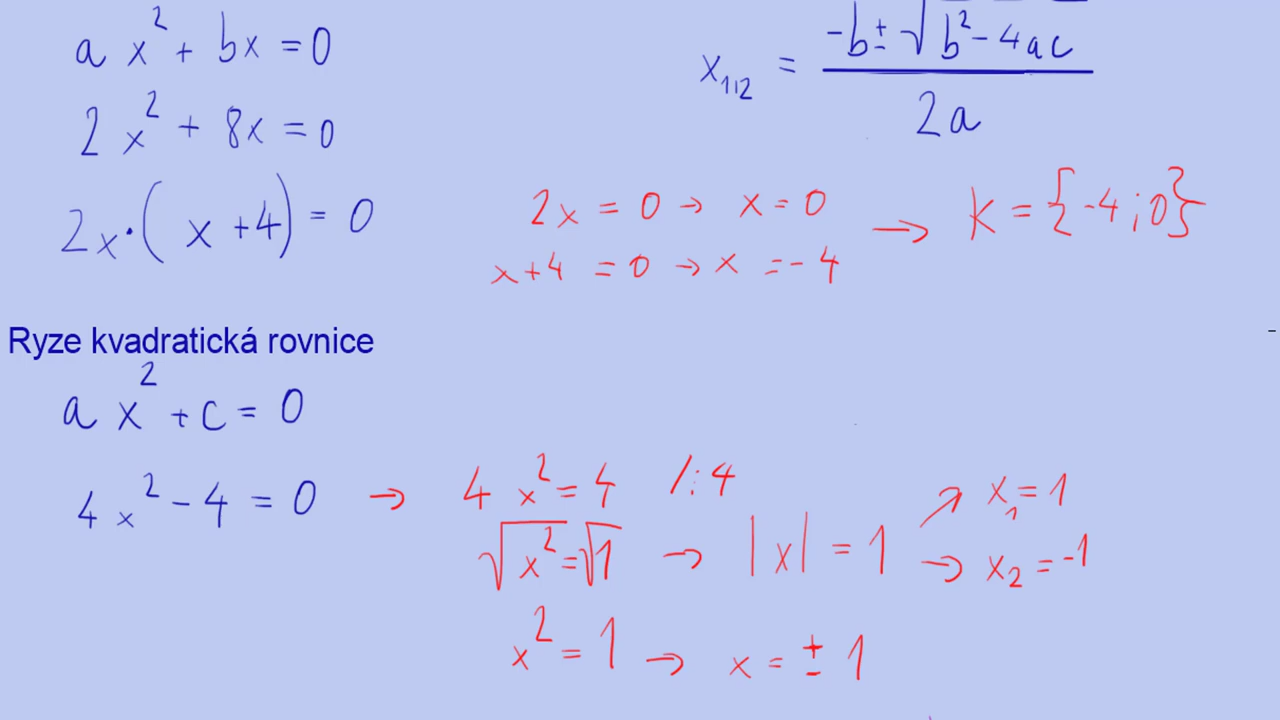 ax² + bx = 0
x₁,₂ = (-b ± √(b² - 4ac)) / 2a
2x² + 8x = 0
2x · (x + 4) = 0
2x = 0 → x = 0
x + 4 = 0 → x = -4
→ K = {-4; 0}
Ryze kvadratická rovnice
ax² + c = 0
4x² - 4 = 0 → 4x² = 4 /: 4
√x² = √1 → |x| = 1
↗ x₁ = 1
→ x₂ = -1
x² = 1 → x = ± 1